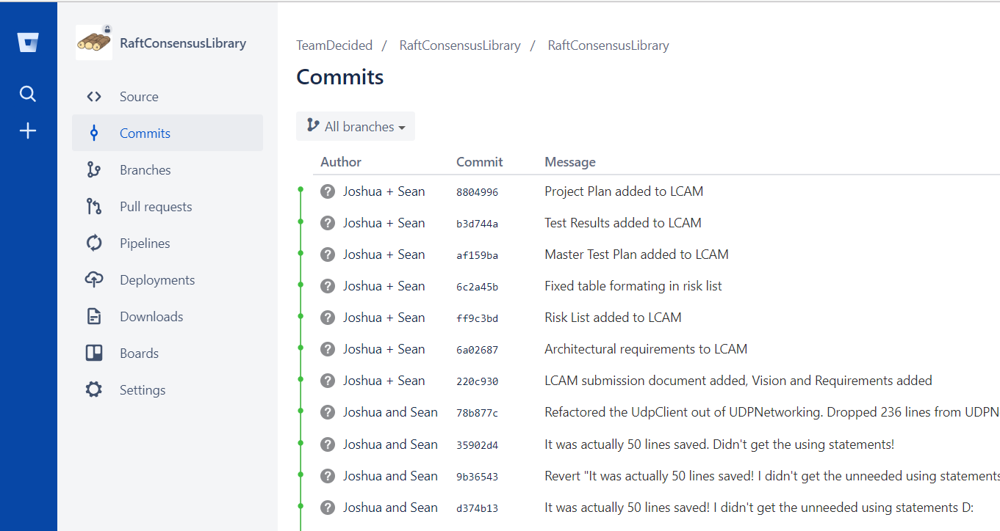 RaftConsensusLibrary
Source
Commits
Branches
Pull requests
Pipelines
Deployments
Downloads
Boards
Settings
TeamDecided / RaftConsensusLibrary / RaftConsensusLibrary
Commits
All branches
Author Commit Message
? Joshua + Sean 8804996 Project Plan added to LCAM
? Joshua + Sean b3d744a Test Results added to LCAM
? Joshua + Sean af159ba Master Test Plan added to LCAM
? Joshua + Sean 6c2a45b Fixed table formating in risk list
? Joshua + Sean ff9c3bd Risk List added to LCAM
? Joshua + Sean 6a02687 Architectural requirements to LCAM
? Joshua + Sean 220c930 LCAM submission document added, Vision and Requirements added
? Joshua and Sean 78b877c Refactored the UdpClient out of UDPNetworking. Dropped 236 lines from UDPN
? Joshua and Sean 35902d4 It was actually 50 lines saved. Didn't get the using statements!
? Joshua and Sean 9b36543 Revert "It was actually 50 lines saved! I didn't get the unneeded using statements
? Joshua and Sean d374b13 It was actually 50 lines saved! I didn't get the unneeded using statements D: